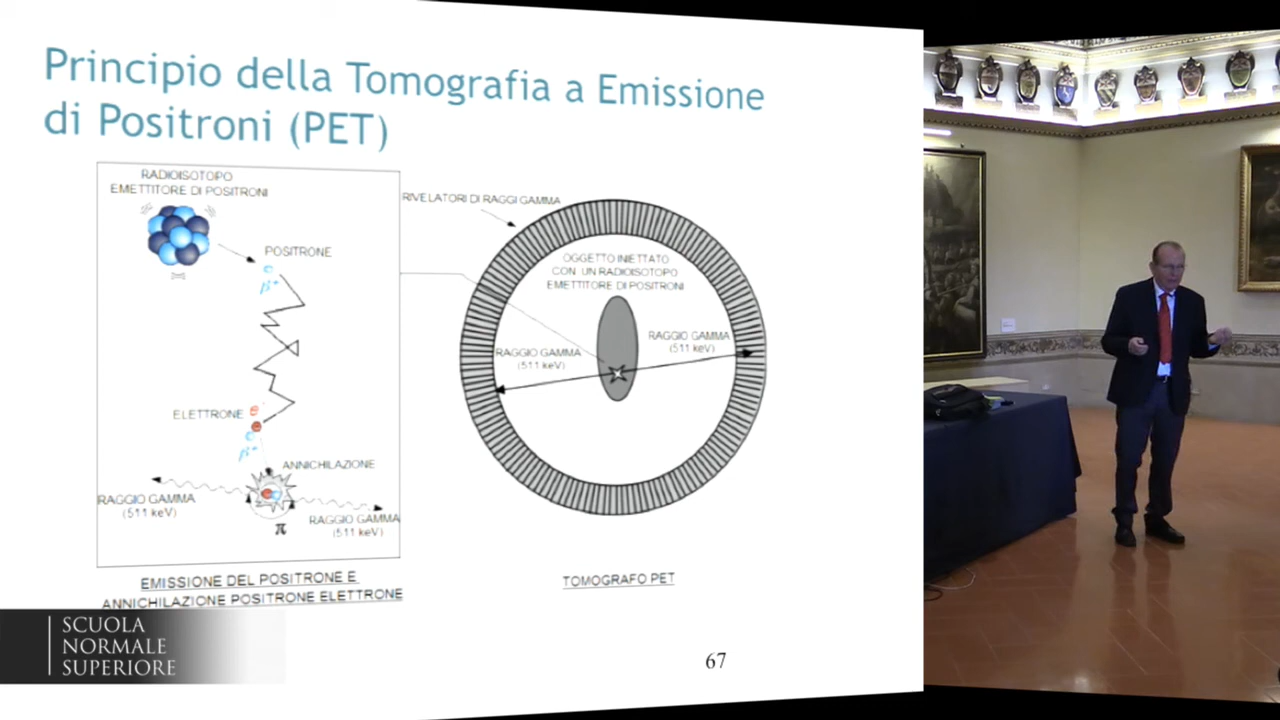 Principio della Tomografia a Emissione
di Positroni (PET)
RADIOISOTOPO
EMETTITORE DI POSITRONI
POSITRONE
β+
ELETTRONE
e
β+
ANNICHILAZIONE
RAGGIO GAMMA
(511 keV)
π
RAGGIO GAMMA
(511 keV)
EMISSIONE DEL POSITRONE E
ANNICHILAZIONE POSITRONE ELETTRONE
RIVELATORI DI RAGGI GAMMA
OGGETTO INIETTATO
CON UN RADIOISOTOPO
EMETTITORE DI POSITRONI
RAGGIO GAMMA
(511 keV)
RAGGIO GAMMA
(511 keV)
TOMOGRAFO PET
67
SCUOLA
NORMALE
SUPERIORE